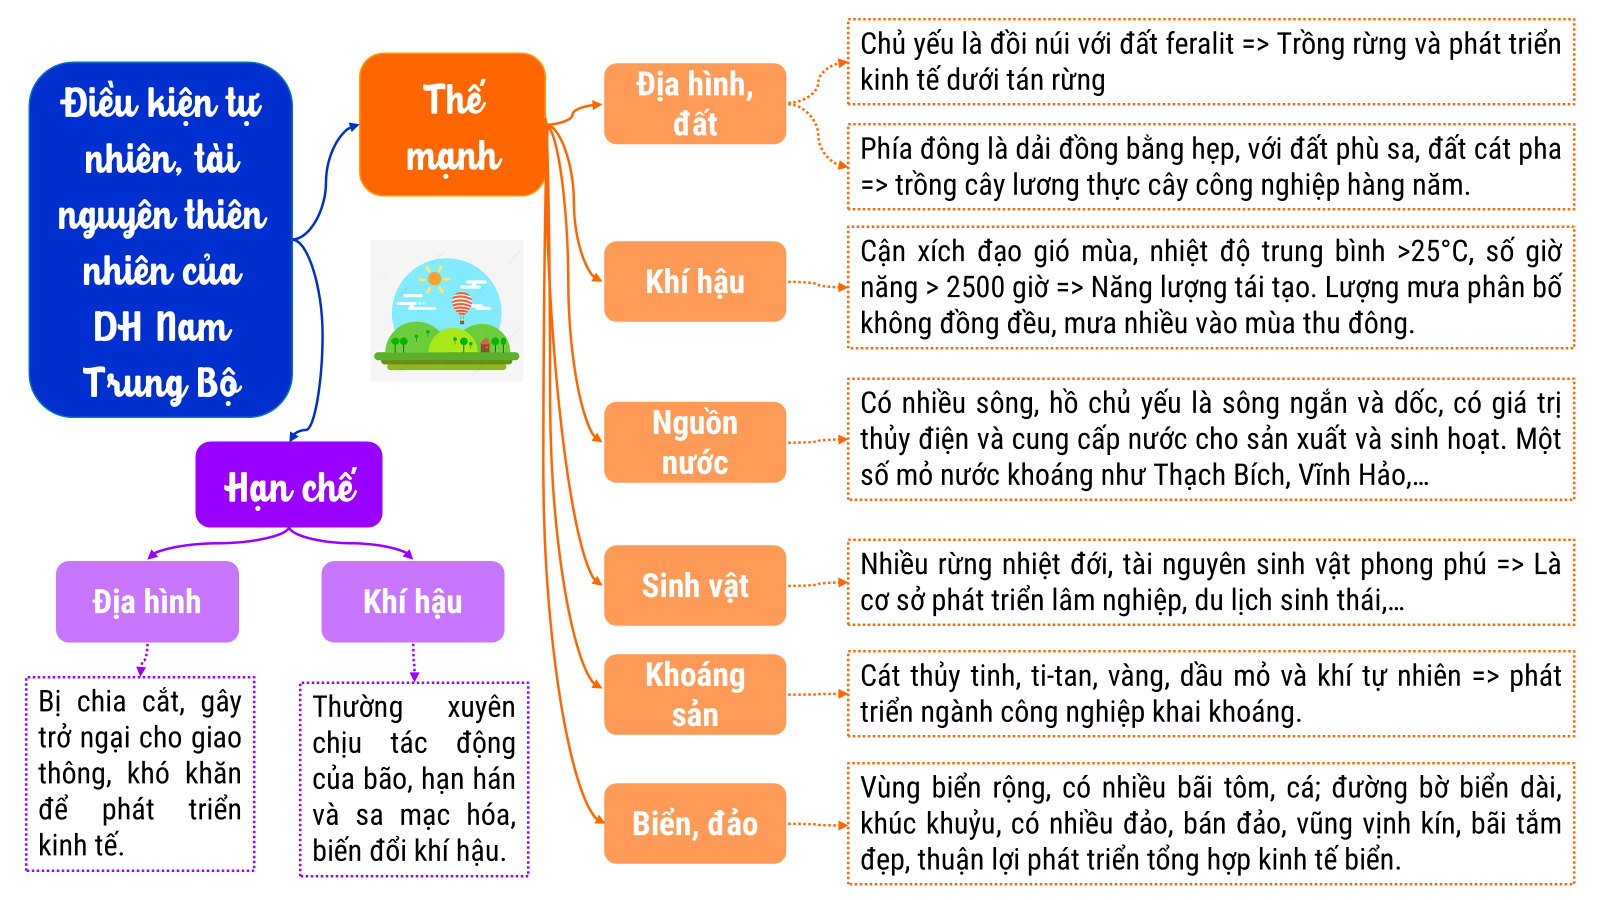 Điều kiện tự
nhiên, tài
nguyên thiên
nhiên của
DH Nam
Trung Bộ
Thế
mạnh
Địa hình,
đất
Chủ yếu là đồi núi với đất feralit => Trồng rừng và phát triển
kinh tế dưới tán rừng
Phía đông là dải đồng bằng hẹp, với đất phù sa, đất cát pha
=> trồng cây lương thực cây công nghiệp hàng năm.
Khí hậu
Cận xích đạo gió mùa, nhiệt độ trung bình >25°C, số giờ
năng > 2500 giờ => Năng lượng tái tạo. Lượng mưa phân bố
không đồng đều, mưa nhiều vào mùa thu đông.
Nguồn
nước
Có nhiều sông, hồ chủ yếu là sông ngắn và dốc, có giá trị
thủy điện và cung cấp nước cho sản xuất và sinh hoạt. Một
số mỏ nước khoáng như Thạch Bích, Vĩnh Hảo,...
Sinh vật
Nhiều rừng nhiệt đới, tài nguyên sinh vật phong phú => Là
cơ sở phát triển lâm nghiệp, du lịch sinh thái,...
Khoáng
sản
Cát thủy tinh, ti-tan, vàng, dầu mỏ và khí tự nhiên => phát
triển ngành công nghiệp khai khoáng.
Biển, đảo
Vùng biển rộng, có nhiều bãi tôm, cá; đường bờ biển dài,
khúc khuỷu, có nhiều đảo, bán đảo, vũng vịnh kín, bãi tắm
đẹp, thuận lợi phát triển tổng hợp kinh tế biển.
Hạn chế
Địa hình
Bị chia cắt, gây
trở ngại cho giao
thông, khó khăn
để phát triển
kinh tế.
Khí hậu
Thường xuyên
chịu tác động
của bão, hạn hán
và sa mạc hóa,
biến đổi khí hậu.